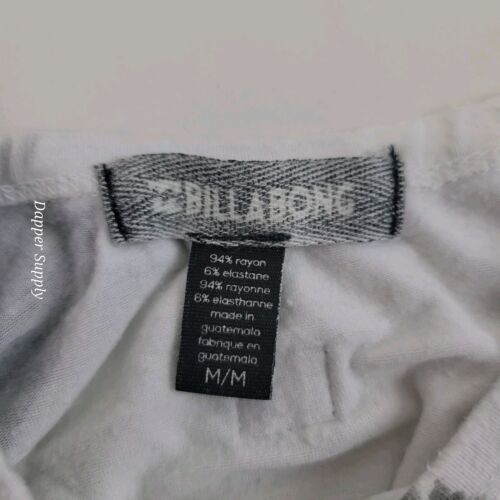 BILLABONG
94% rayon
6% elastane
94% rayonne
6% elasthanne
made in
guatemala
fabrique en
guatemala
M/M
Dapper Supply